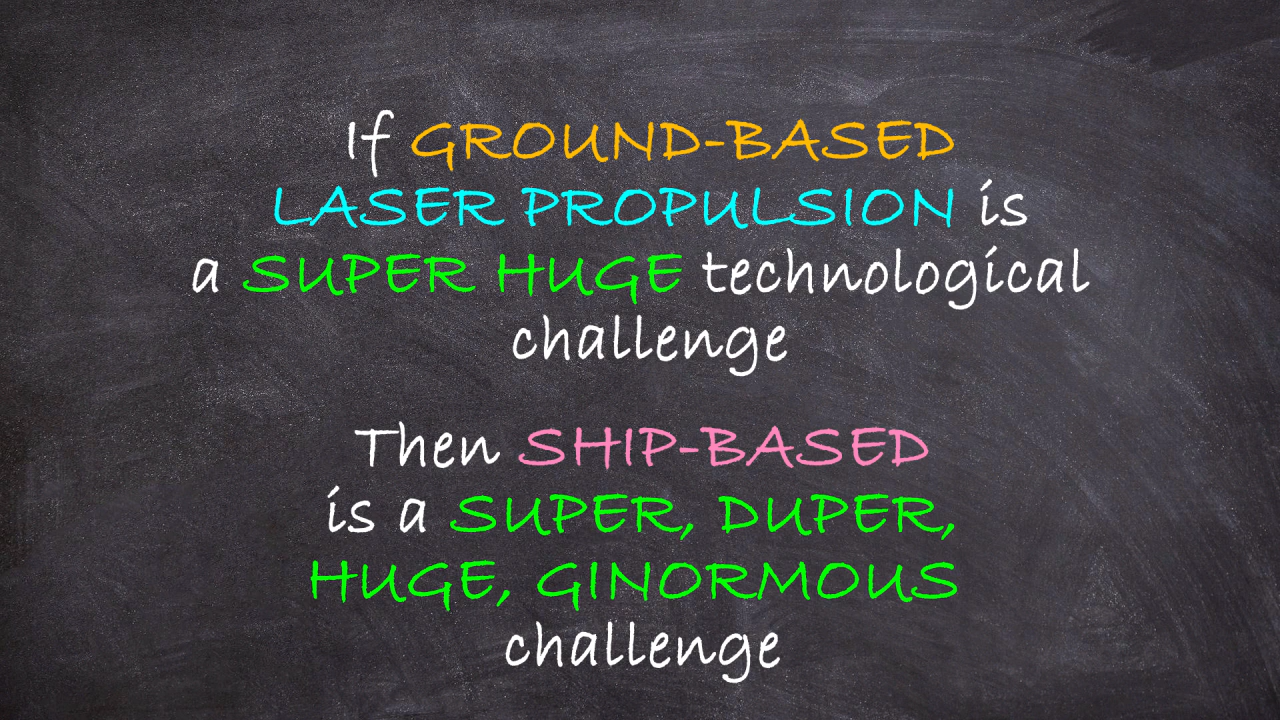 If GROUND-BASED
LASER PROPULSION is
a SUPER HUGE technological
challenge
Then SHIP-BASED
is a SUPER, DUPER,
HUGE, GINORMOUS
challenge